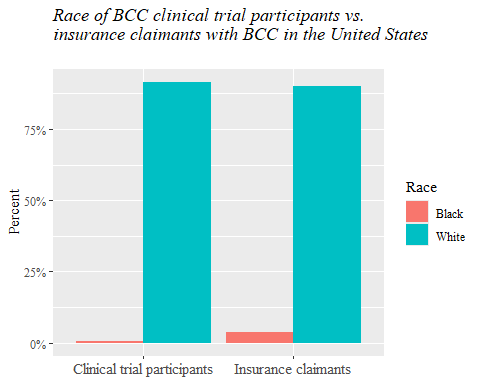 Race of BCC clinical trial participants vs.
insurance claimants with BCC in the United States
Percent
75%
50%
25%
0%
Clinical trial participants
Insurance claimants
Race
Black
White